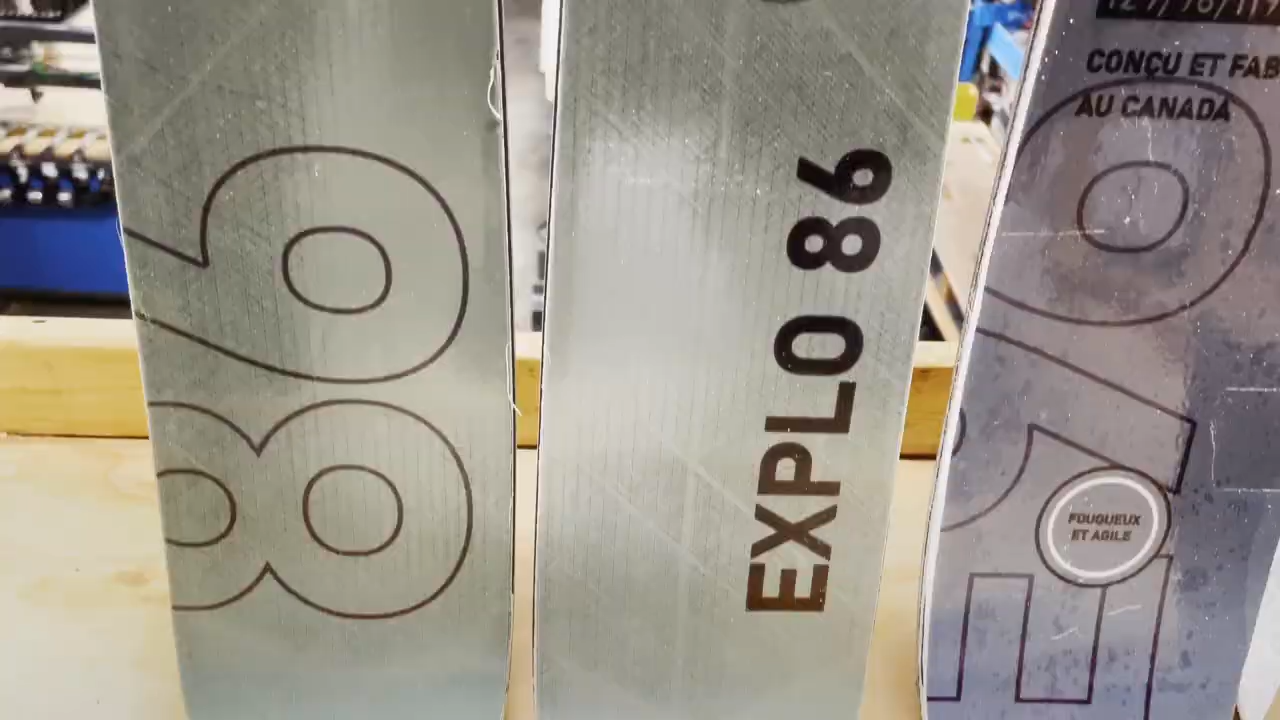 86
EXPLO 86
CONÇU ET FAB
AU CANADA
FOUGUEUX
ET AGILE